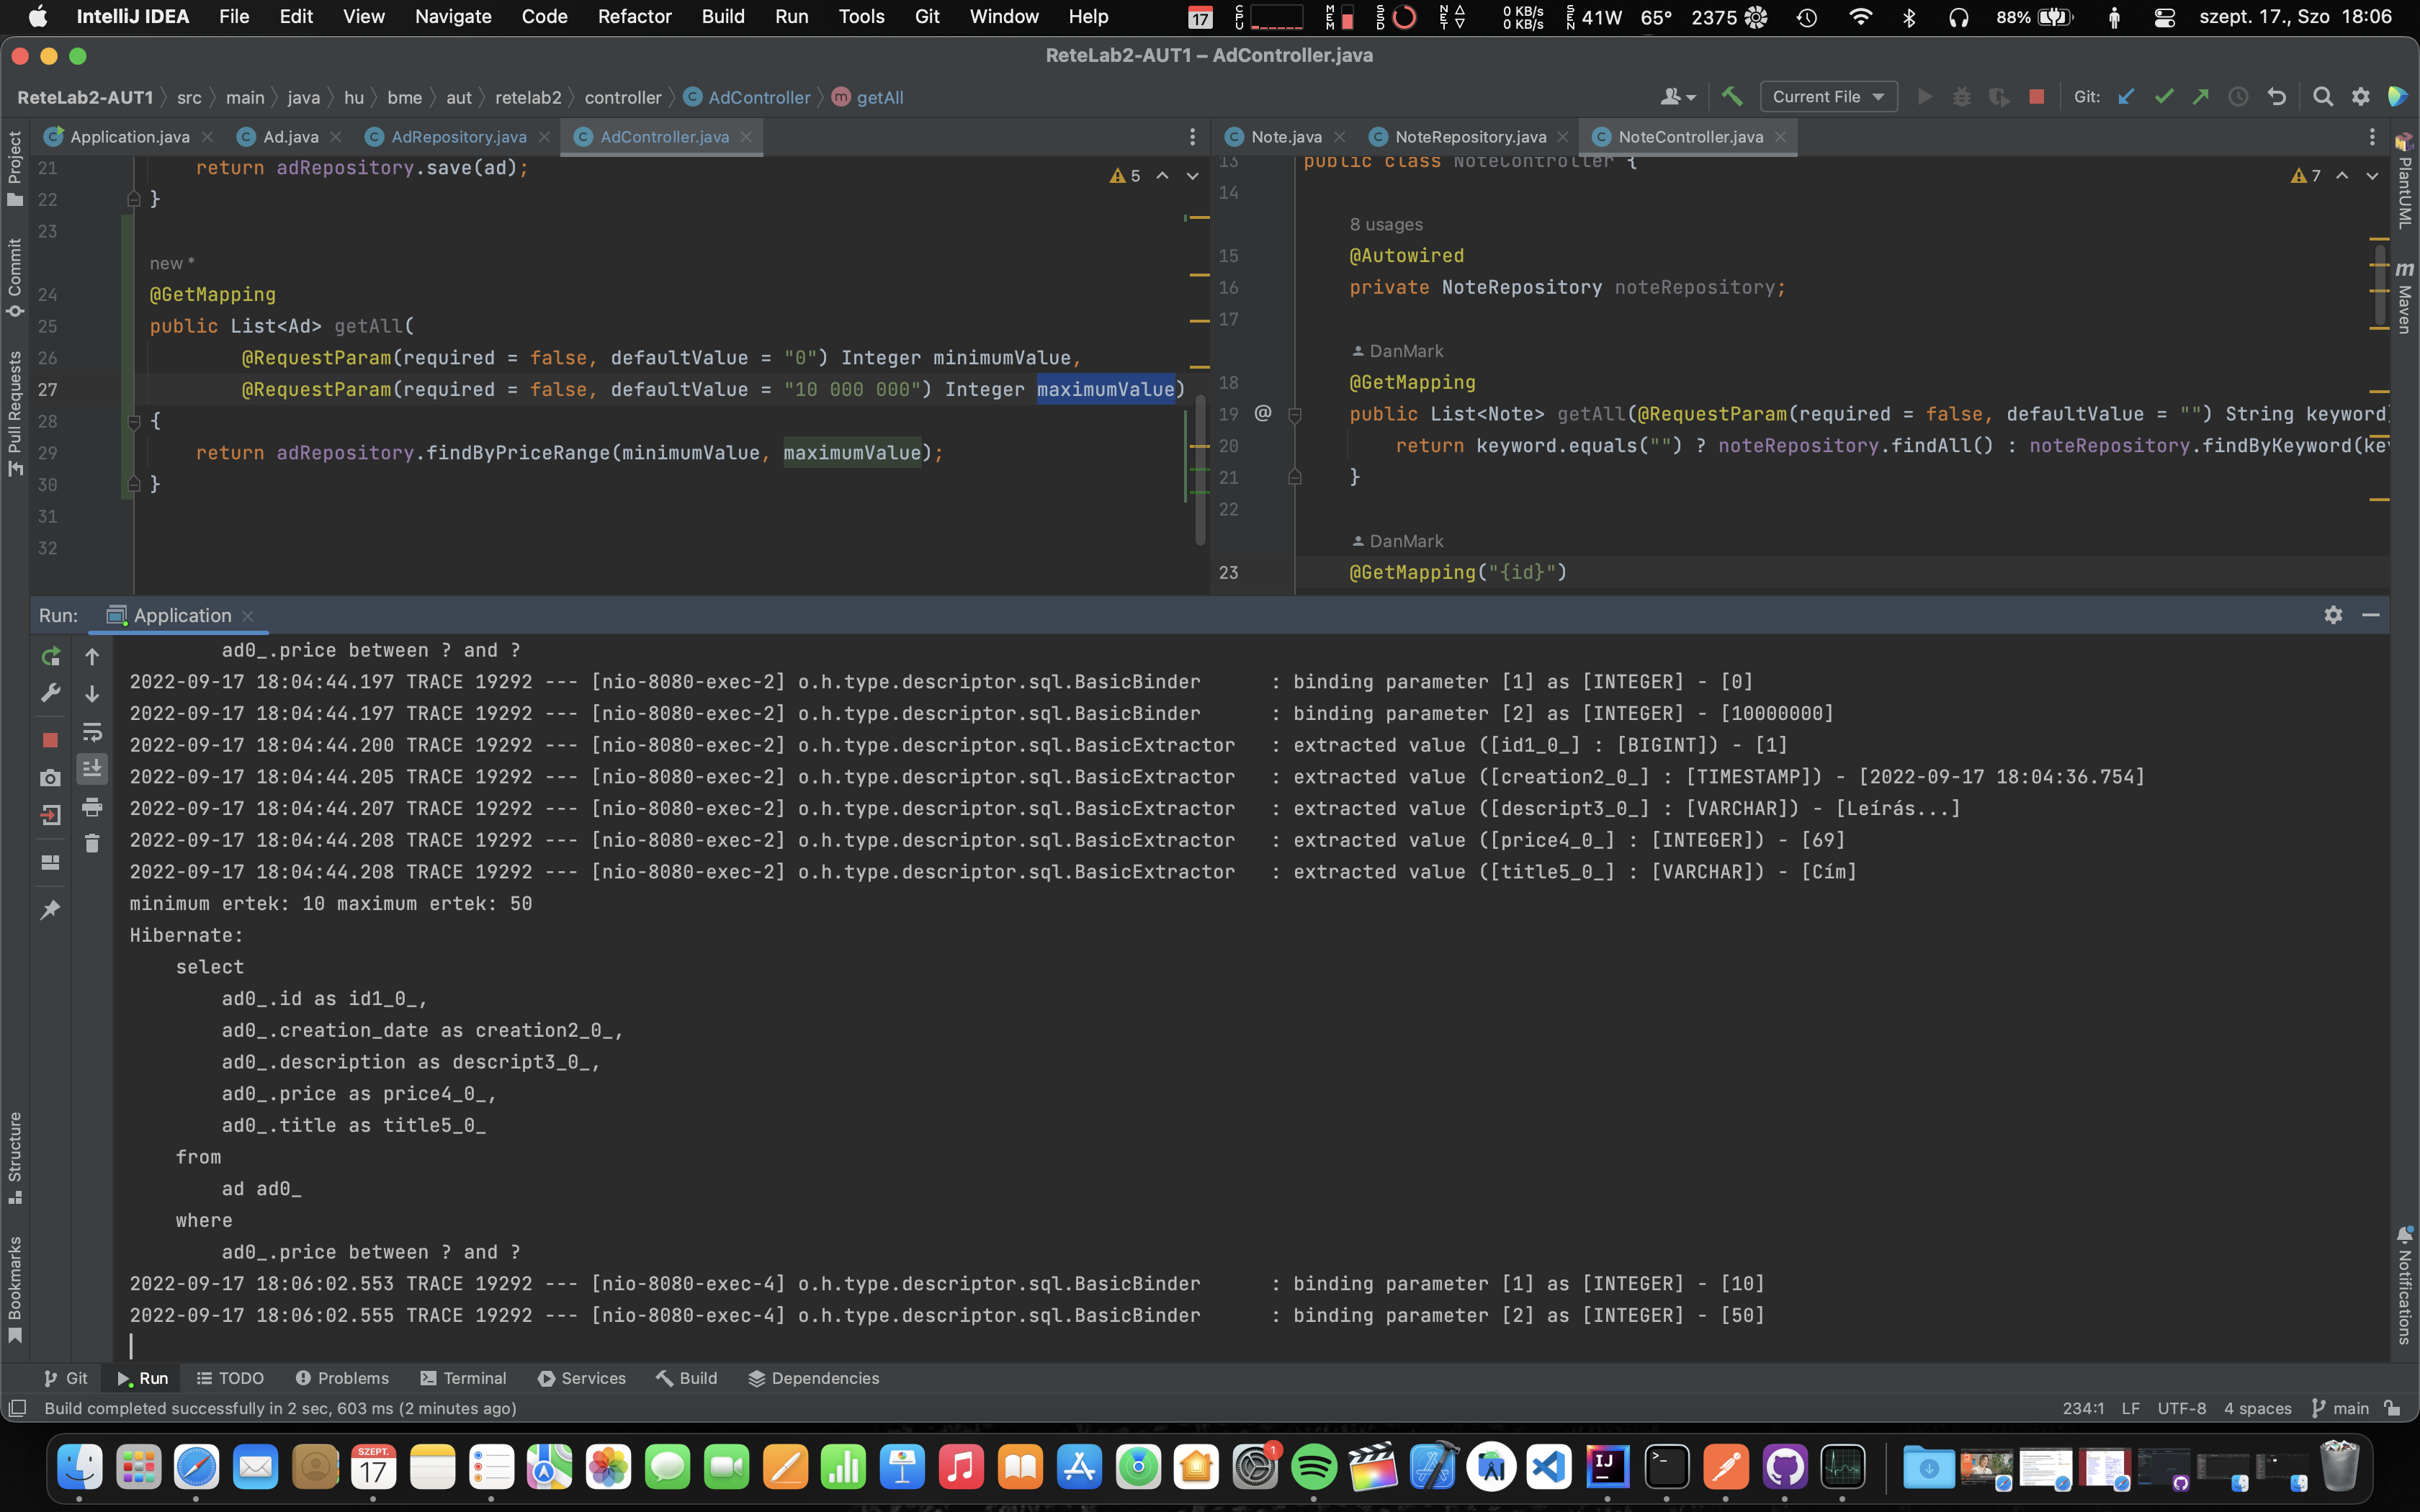 IntelliJ IDEA File Edit View Navigate Code Refactor Build Run Tools Git Window Help 17 CPU MEM SSD NET 0 KB/s 0 KB/s SEN 41W 65° 2375 88% szept. 17., Szo 18:06
ReteLab2-AUT1 – AdController.java
ReteLab2-AUT1 src main java hu bme aut retelab2 controller C AdController m getAll Current File Git:
Application.java Ad.java AdRepository.java AdController.java
21 return adRepository.save(ad);
22 }
23
new *
24 @GetMapping
25 public List<Ad> getAll(
26 @RequestParam(required = false, defaultValue = "0") Integer minimumValue,
27 @RequestParam(required = false, defaultValue = "10 000 000") Integer maximumValue)
28 {
29 return adRepository.findByPriceRange(minimumValue, maximumValue);
30 }
31
32
5
Note.java NoteRepository.java NoteController.java
13 public class NoteController {
14
8 usages
15 @Autowired
16 private NoteRepository noteRepository;
17
DanMark
18 @GetMapping
19 @ public List<Note> getAll(@RequestParam(required = false, defaultValue = "") String keyword)
20 return keyword.equals("") ? noteRepository.findAll() : noteRepository.findByKeyword(key
21 }
22
DanMark
23 @GetMapping("{id}")
7
Project
Commit
Pull Requests
Structure
Bookmarks
PlantUML
m Maven
Notifications
Run: Application
ad0_.price between ? and ?
2022-09-17 18:04:44.197 TRACE 19292 --- [nio-8080-exec-2] o.h.type.descriptor.sql.BasicBinder : binding parameter [1] as [INTEGER] - [0]
2022-09-17 18:04:44.197 TRACE 19292 --- [nio-8080-exec-2] o.h.type.descriptor.sql.BasicBinder : binding parameter [2] as [INTEGER] - [10000000]
2022-09-17 18:04:44.200 TRACE 19292 --- [nio-8080-exec-2] o.h.type.descriptor.sql.BasicExtractor : extracted value ([id1_0_] : [BIGINT]) - [1]
2022-09-17 18:04:44.205 TRACE 19292 --- [nio-8080-exec-2] o.h.type.descriptor.sql.BasicExtractor : extracted value ([creation2_0_] : [TIMESTAMP]) - [2022-09-17 18:04:36.754]
2022-09-17 18:04:44.207 TRACE 19292 --- [nio-8080-exec-2] o.h.type.descriptor.sql.BasicExtractor : extracted value ([descript3_0_] : [VARCHAR]) - [Leírás...]
2022-09-17 18:04:44.208 TRACE 19292 --- [nio-8080-exec-2] o.h.type.descriptor.sql.BasicExtractor : extracted value ([price4_0_] : [INTEGER]) - [69]
2022-09-17 18:04:44.208 TRACE 19292 --- [nio-8080-exec-2] o.h.type.descriptor.sql.BasicExtractor : extracted value ([title5_0_] : [VARCHAR]) - [Cím]
minimum ertek: 10 maximum ertek: 50
Hibernate:
select
ad0_.id as id1_0_,
ad0_.creation_date as creation2_0_,
ad0_.description as descript3_0_,
ad0_.price as price4_0_,
ad0_.title as title5_0_
from
ad ad0_
where
ad0_.price between ? and ?
2022-09-17 18:06:02.553 TRACE 19292 --- [nio-8080-exec-4] o.h.type.descriptor.sql.BasicBinder : binding parameter [1] as [INTEGER] - [10]
2022-09-17 18:06:02.555 TRACE 19292 --- [nio-8080-exec-4] o.h.type.descriptor.sql.BasicBinder : binding parameter [2] as [INTEGER] - [50]
Git Run TODO Problems Terminal Services Build Dependencies
Build completed successfully in 2 sec, 603 ms (2 minutes ago) 234:1 LF UTF-8 4 spaces main
SZEPT.
17
1
IJ